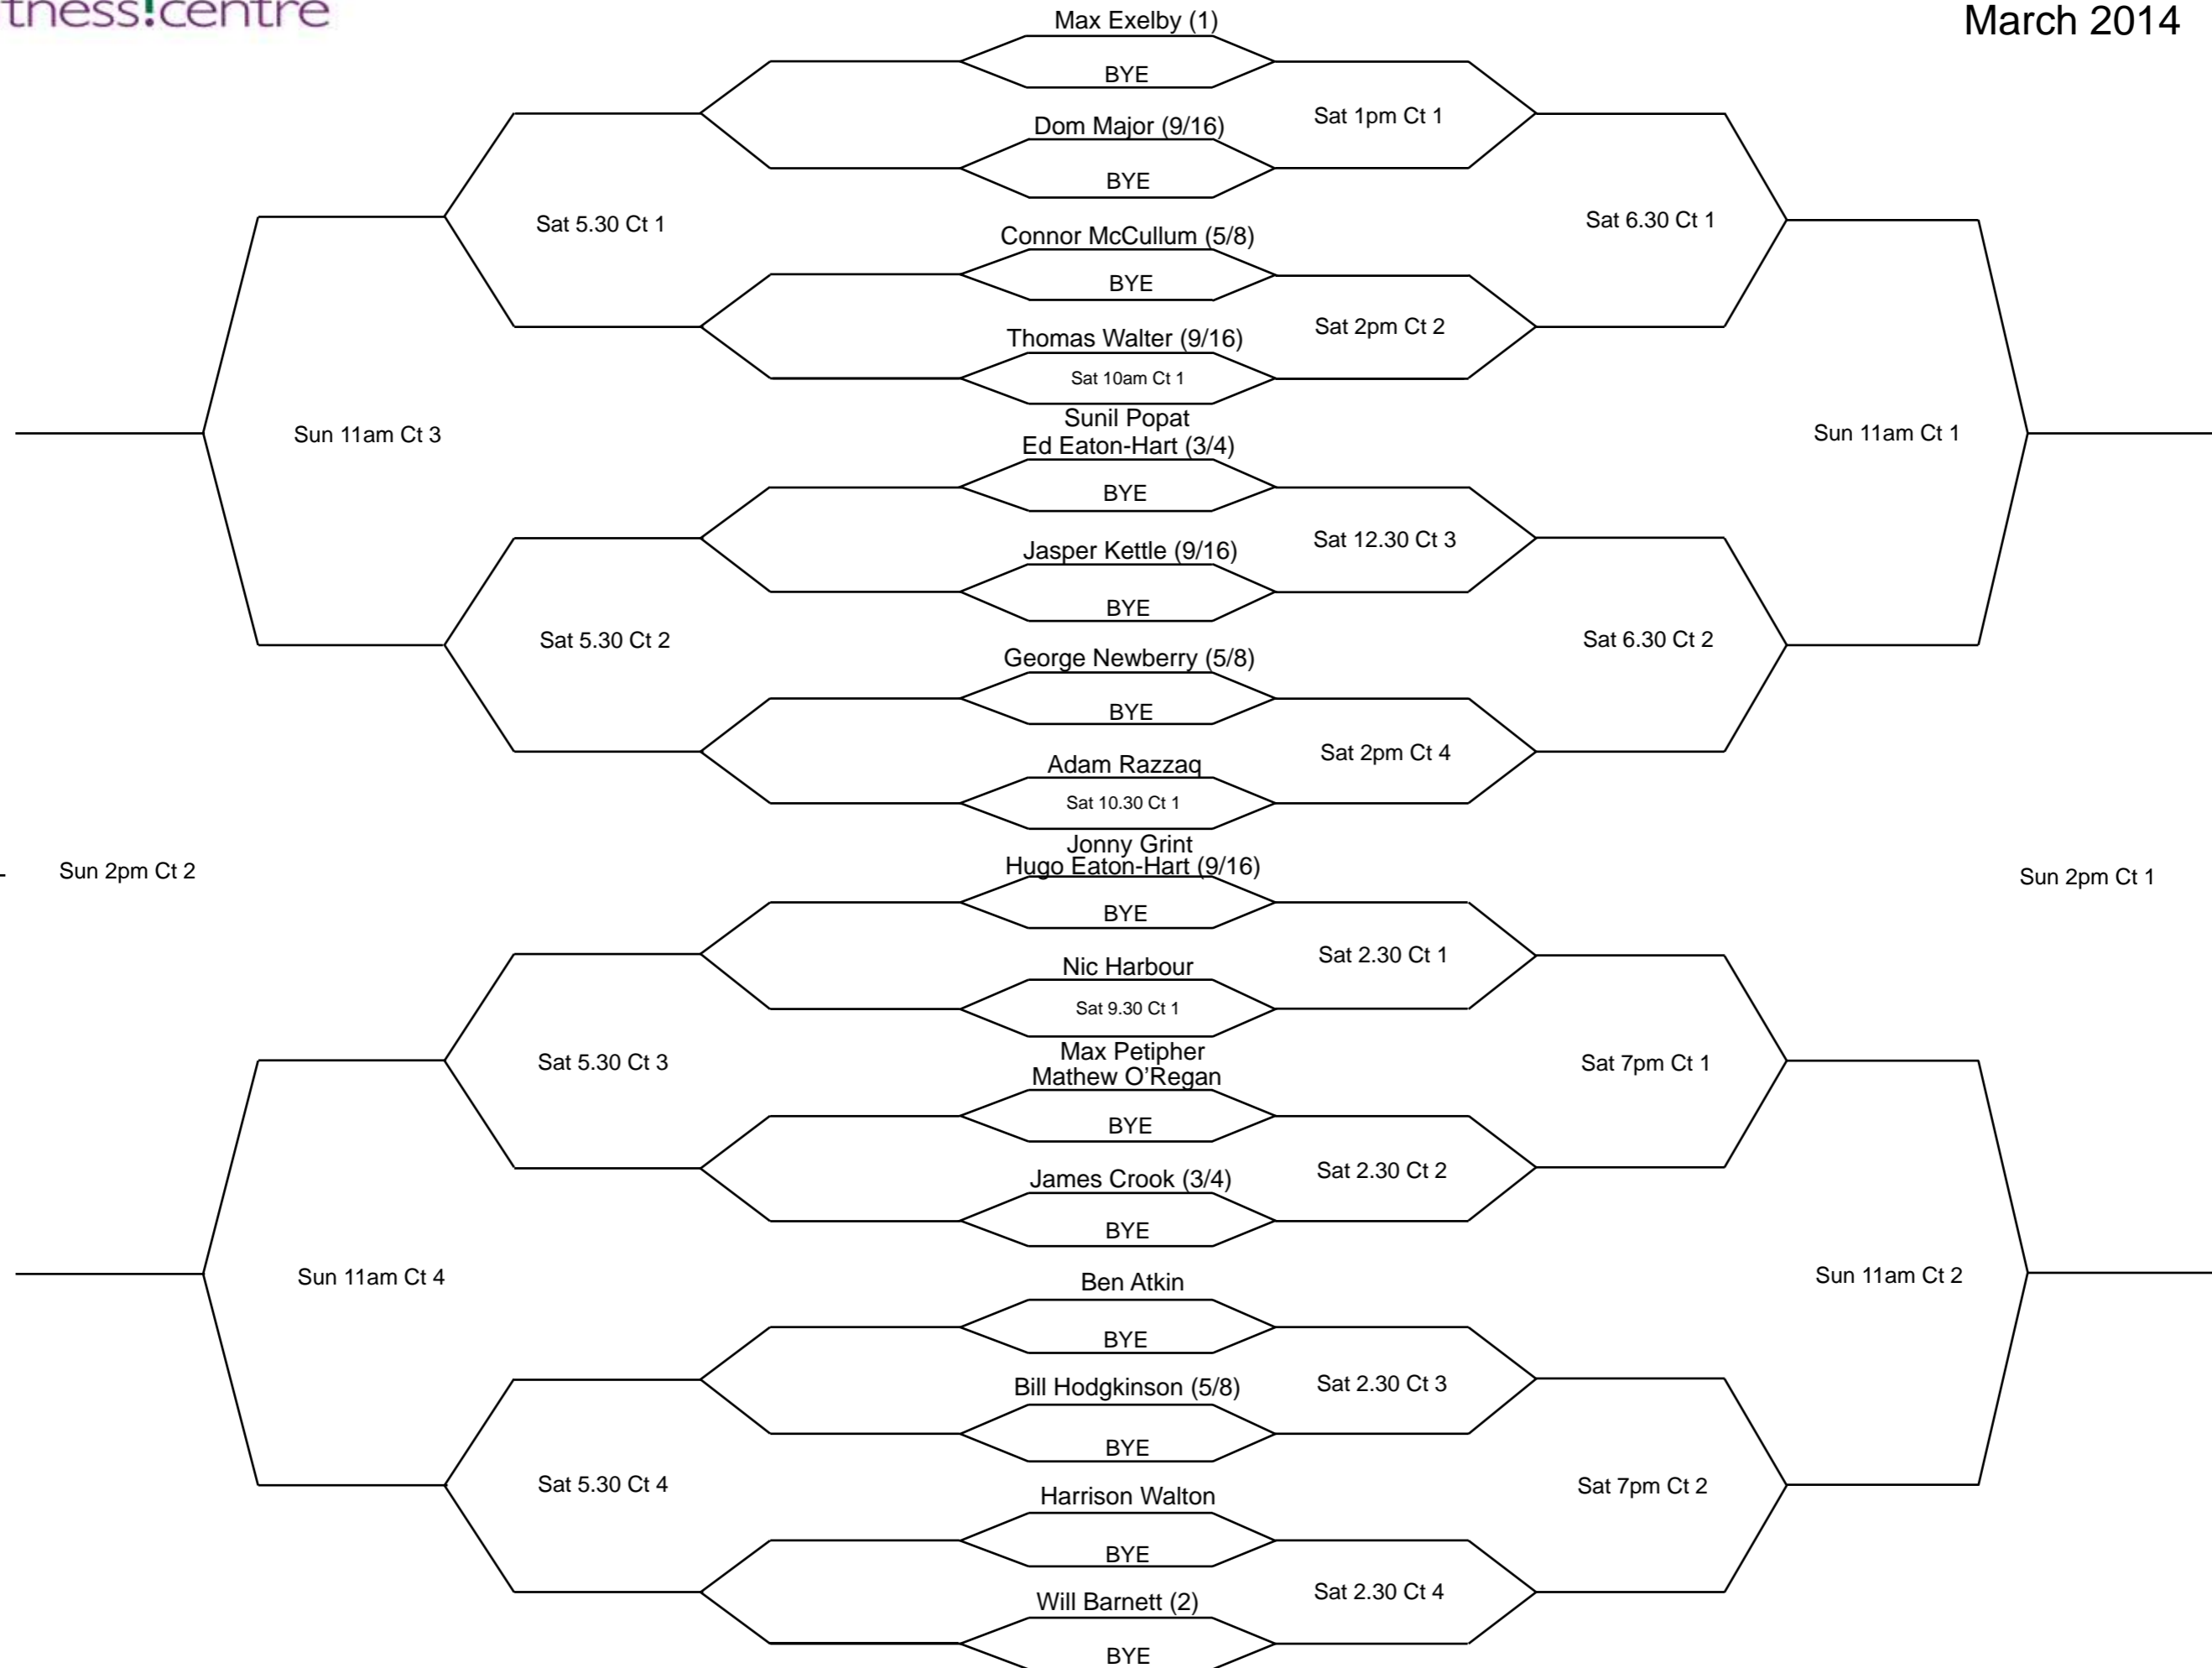 tness!centre
March 2014
Max Exelby (1)
BYE
Sat 1pm Ct 1
Dom Major (9/16)
BYE
Sat 5.30 Ct 1
Sat 6.30 Ct 1
Connor McCullum (5/8)
BYE
Sat 2pm Ct 2
Thomas Walter (9/16)
Sat 10am Ct 1
Sunil Popat
Sun 11am Ct 3
Sun 11am Ct 1
Ed Eaton-Hart (3/4)
BYE
Sat 12.30 Ct 3
Jasper Kettle (9/16)
BYE
Sat 5.30 Ct 2
Sat 6.30 Ct 2
George Newberry (5/8)
BYE
Sat 2pm Ct 4
Adam Razzaq
Sat 10.30 Ct 1
Jonny Grint
Sun 2pm Ct 2
Sun 2pm Ct 1
Hugo Eaton-Hart (9/16)
BYE
Sat 2.30 Ct 1
Nic Harbour
Sat 9.30 Ct 1
Max Petipher
Sat 5.30 Ct 3
Sat 7pm Ct 1
Mathew O'Regan
BYE
Sat 2.30 Ct 2
James Crook (3/4)
BYE
Sun 11am Ct 4
Sun 11am Ct 2
Ben Atkin
BYE
Sat 2.30 Ct 3
Bill Hodgkinson (5/8)
BYE
Sat 5.30 Ct 4
Sat 7pm Ct 2
Harrison Walton
BYE
Sat 2.30 Ct 4
Will Barnett (2)
BYE